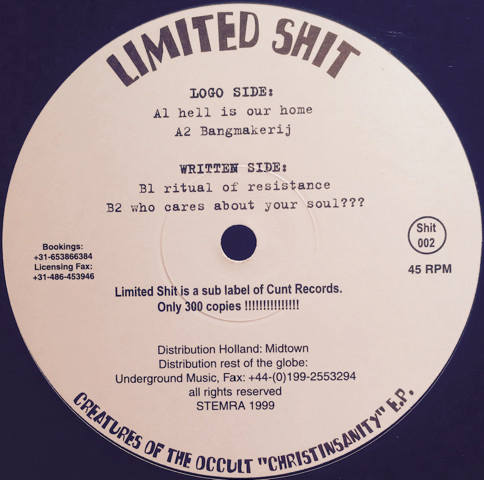 LIMITED SHIT
LOGO SIDE:
A1 hell is our home
A2 Bangmakerij
WRITTEN SIDE:
B1 ritual of resistance
B2 who cares about your soul???
Bookings:
+31-653866384
Licensing Fax:
+31-486-453946
Shit
002
45 RPM
Limited Shit is a sub label of Cunt Records.
Only 300 copies !!!!!!!!!!!!!!!
Distribution Holland: Midtown
Distribution rest of the globe:
Underground Music, Fax: +44-(0)199-2553294
all rights reserved
STEMRA 1999
CREATURES OF THE OCCULT "CHRISTINSANITY" E.P.